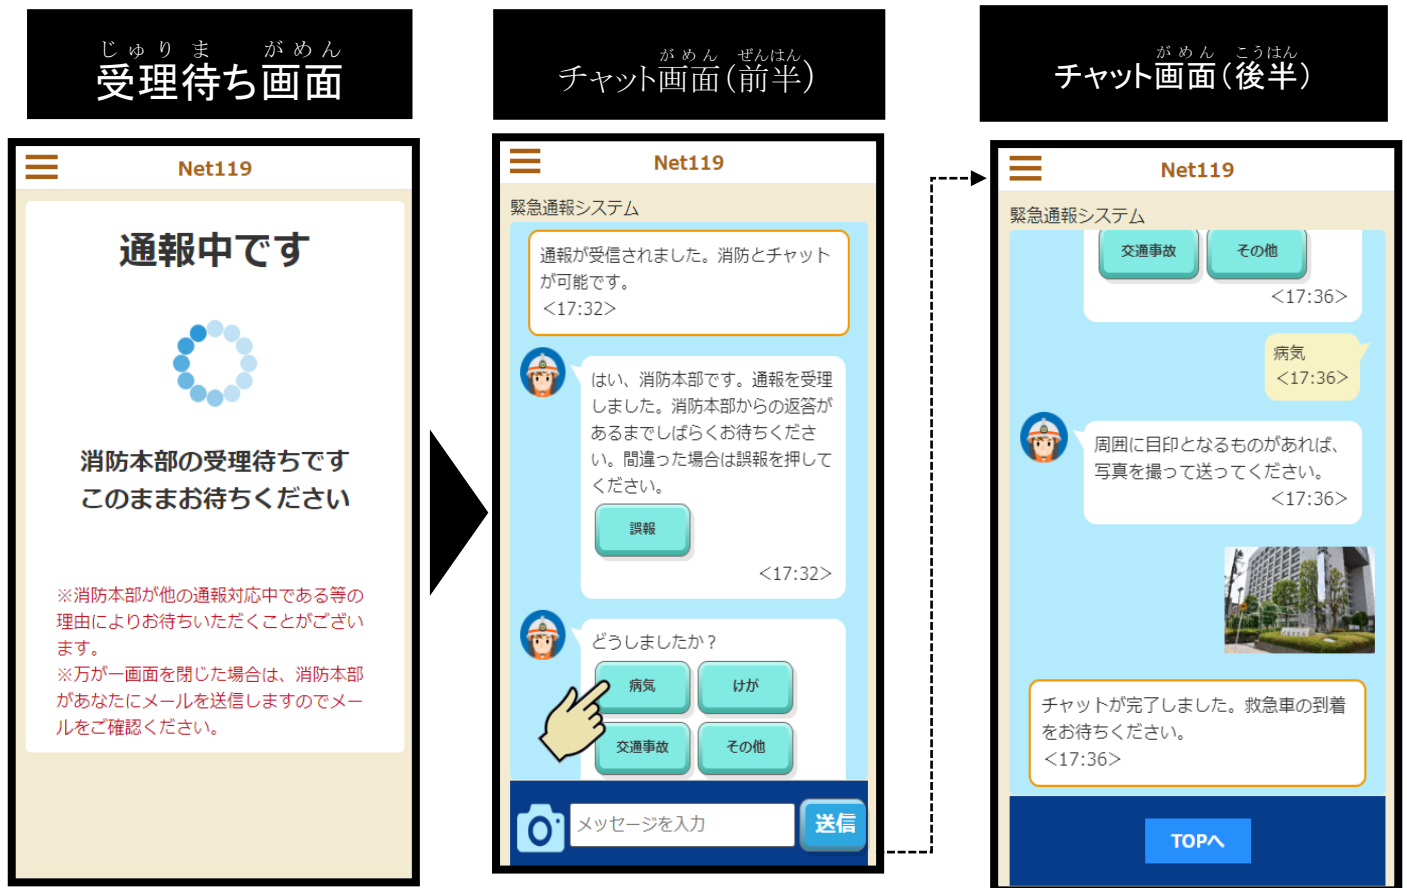 じゅりま がめん
受理待ち画面
Net119
通報中です
消防本部の受理待ちです
このままお待ちください
※消防本部が他の通報対応中である等の
理由によりお待ちいただくことがござい
ます。
※万が一画面を閉じた場合は、消防本部
があなたにメールを送信しますのでメー
ルをご確認ください。
がめん ぜんはん
チャット画面(前半)
Net119
緊急通報システム
通報が受信されました。消防とチャット
が可能です。
<17:32>
はい、消防本部です。通報を受理
しました。消防本部からの返答が
あるまでしばらくお待ちくださ
い。間違った場合は誤報を押して
ください。
誤報
<17:32>
どうしましたか？
病気 けが
交通事故 その他
メッセージを入力 送信
がめん こうはん
チャット画面(後半)
Net119
緊急通報システム
交通事故 その他
<17:36>
病気
<17:36>
周囲に目印となるものがあれば、
写真を撮って送ってください。
<17:36>
チャットが完了しました。救急車の到着
をお待ちください。
<17:36>
TOPへ